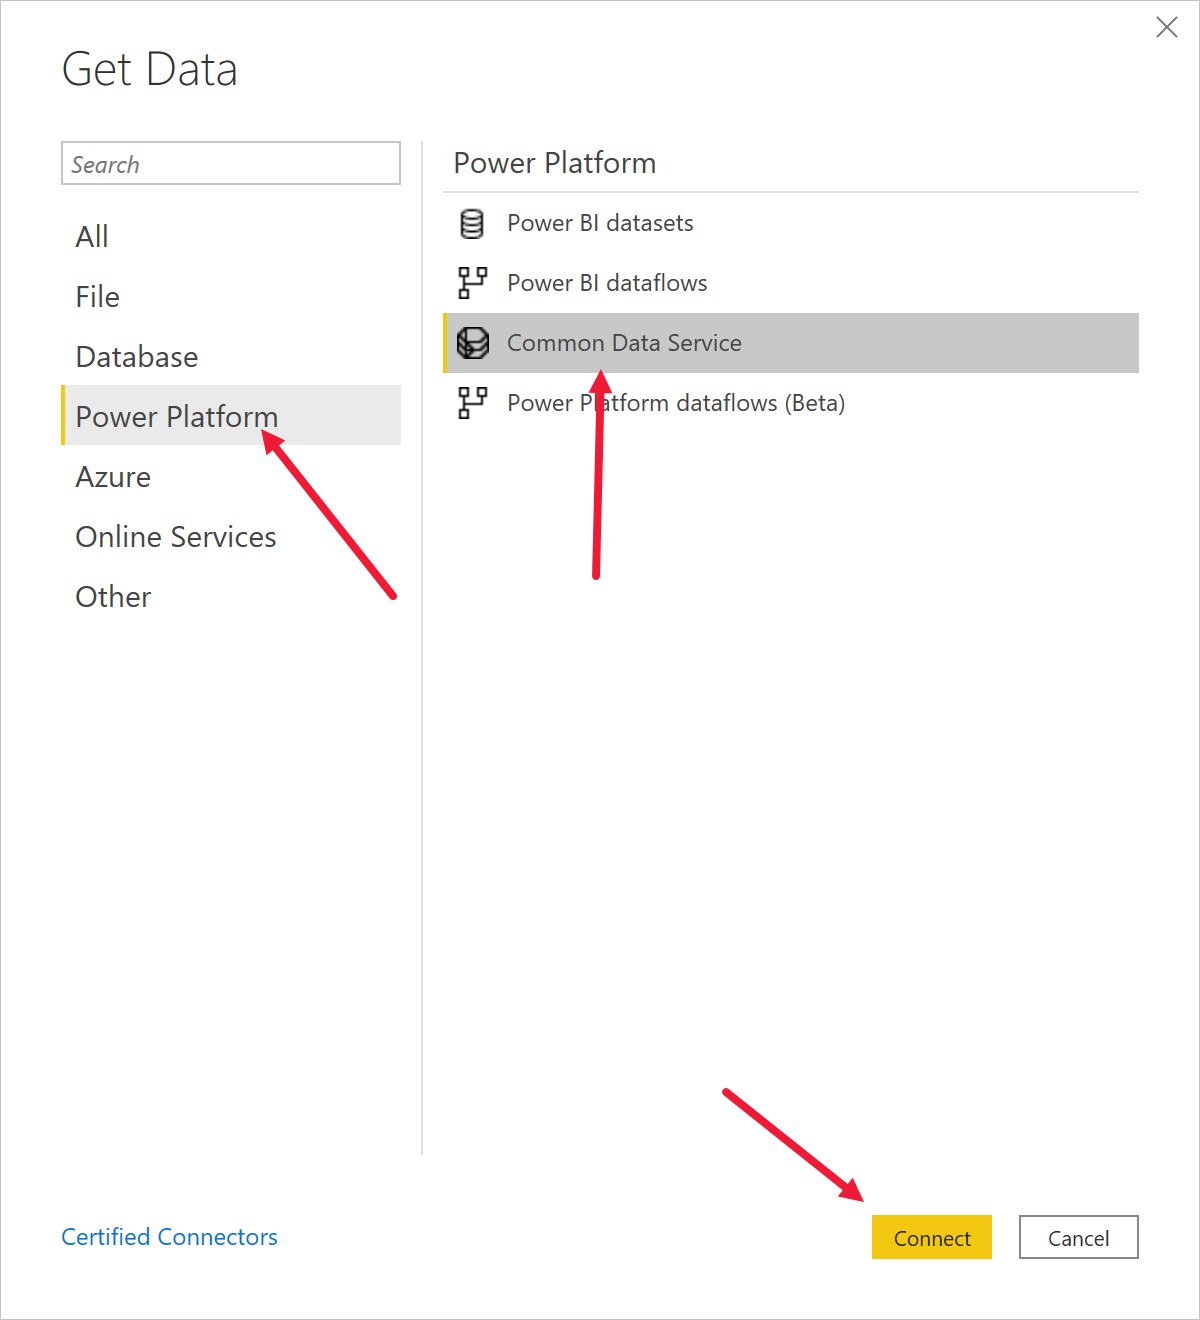 Get Data
Search
All
File
Database
Power Platform
Azure
Online Services
Other
Power Platform
Power BI datasets
Power BI dataflows
Common Data Service
Power Platform dataflows (Beta)
Certified Connectors
Connect
Cancel